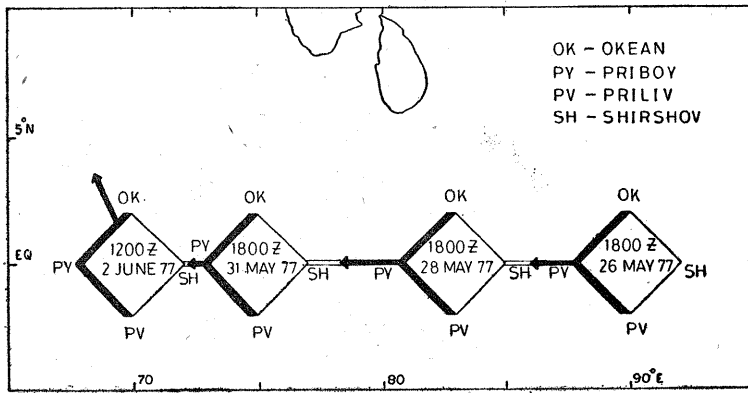 OK – OKEAN
PY – PRIBOY
PV – PRILIV
SH – SHIRSHOV
5°N
OK
OK
OK
OK
1200 Z
2 JUNE 77
PY
1800 Z
31 MAY 77
1800 Z
28 MAY 77
1800 Z
26 MAY 77
EQ
PY
SH
SH
PY
SH
PY
SH
PV
PV
PV
PV
70
80
90°E